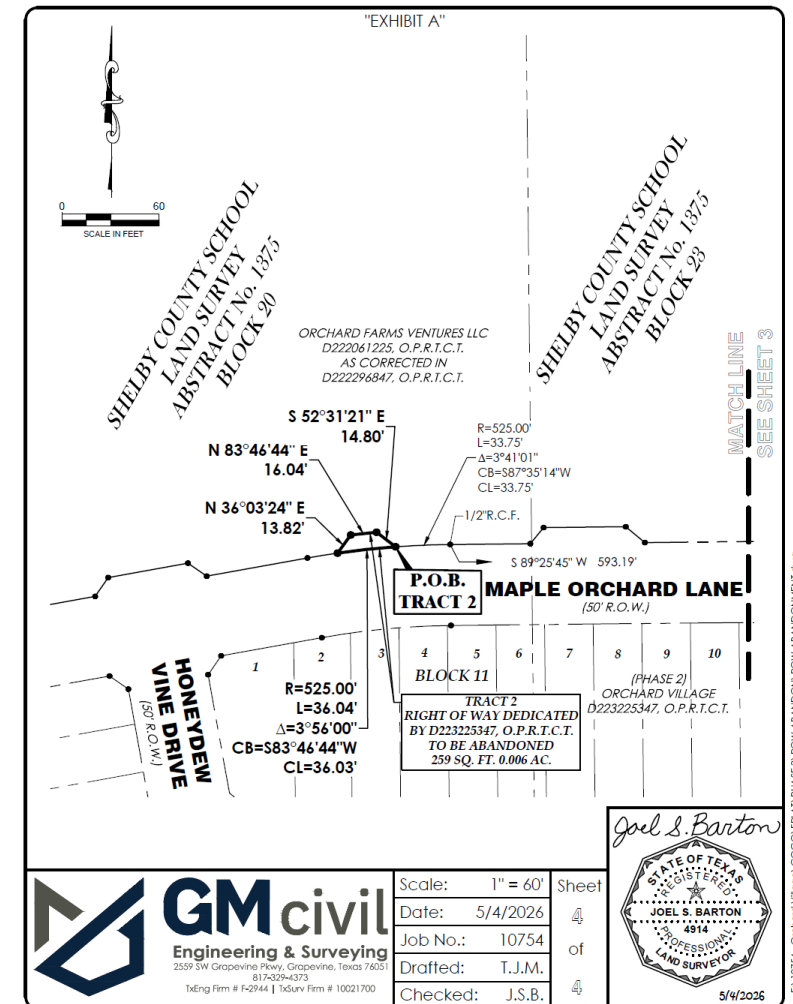 "EXHIBIT A"
0 60
SCALE IN FEET
SHELBY COUNTY SCHOOL
LAND SURVEY
ABSTRACT No. 1375
BLOCK 20
SHELBY COUNTY SCHOOL
LAND SURVEY
ABSTRACT No. 1375
BLOCK 23
ORCHARD FARMS VENTURES LLC
D222061225, O.P.R.T.C.T.
AS CORRECTED IN
D222296847, O.P.R.T.C.T.
MATCH LINE
SEE SHEET 3
S 52°31'21" E
14.80'
N 83°46'44" E
16.04'
N 36°03'24" E
13.82'
R=525.00'
L=33.75'
Δ=3°41'01"
CB=S87°35'14"W
CL=33.75'
1/2"R.C.F.
S 89°25'45" W 593.19'
P.O.B.
TRACT 2
MAPLE ORCHARD LANE
(50' R.O.W.)
1 2 3 4 5 6 7 8 9 10
BLOCK 11
(PHASE 2)
ORCHARD VILLAGE
D223225347, O.P.R.T.C.T.
HONEYDEW
VINE DRIVE
(50' R.O.W.)
R=525.00'
L=36.04'
Δ=3°56'00"
CB=S83°46'44"W
CL=36.03'
TRACT 2
RIGHT OF WAY DEDICATED
BY D223225347, O.P.R.T.C.T.
TO BE ABANDONED
259 SQ. FT. 0.006 AC.
GM civil
Engineering & Surveying
2559 SW Grapevine Pkwy, Grapevine, Texas 76051
817-329-4373
TxEng Firm # F-2944 | TxSurv Firm # 10021700
Scale: 1" = 60'
Date: 5/4/2026
Job No.: 10754
Drafted: T.J.M.
Checked: J.S.B.
Sheet
4
of
4
Joel S. Barton
STATE OF TEXAS
REGISTERED
JOEL S. BARTON
4914
PROFESSIONAL
LAND SURVEYOR
5/4/2026